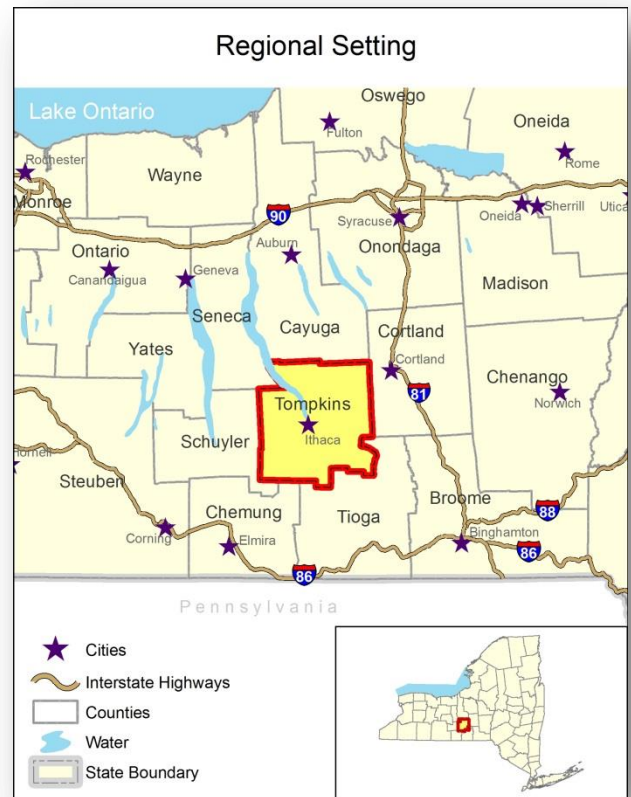 Regional Setting
Lake Ontario
Oswego
Fulton
Oneida
Rome
Rochester
Wayne
Monroe
90
Syracuse
Oneida
Sherrill
Utica
Auburn
Onondaga
Ontario
Canandaigua
Geneva
Madison
Seneca
Cayuga
Cortland
Yates
Cortland
Chenango
81
Tompkins
Norwich
Ithaca
Schuyler
Hornell
Steuben
Broome
Chemung
88
Tioga
Corning
Elmira
Binghamton
86
86
Pennsylvania
Cities
Interstate Highways
Counties
Water
State Boundary